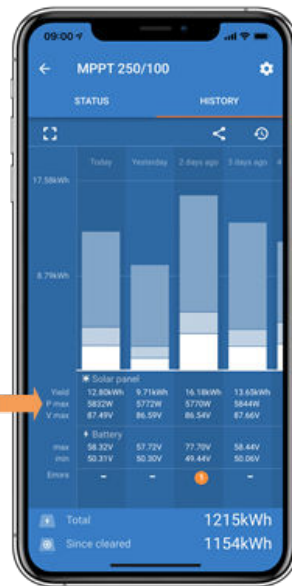 09:00
MPPT 250/100
STATUS HISTORY
Today Yesterday 2 days ago 3 days ago 4
17.58kWh
8.79kWh
Solar panel
Yield 12.80kWh 9.71kWh 16.18kWh 13.65kWh
P max 5832W 5772W 5770W 5844W
V max 87.49V 86.59V 86.54V 87.66V
Battery
max 58.32V 57.72V 77.70V 58.44V
min 50.31V 50.30V 49.44V 50.06V
Errors – – 1 –
Total 1215kWh
Since cleared 1154kWh